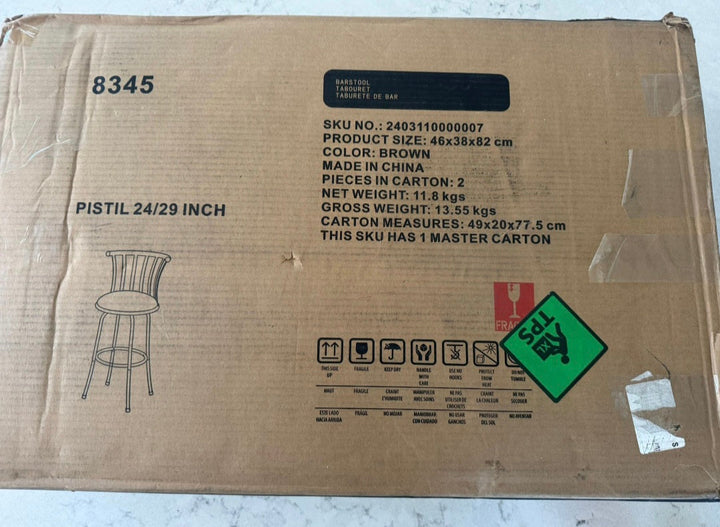 8345
BARSTOOL
TABOURET
TABURETE DE BAR
SKU NO.: 2403110000007
PRODUCT SIZE: 46x38x82 cm
COLOR: BROWN
MADE IN CHINA
PIECES IN CARTON: 2
NET WEIGHT: 11.8 kgs
GROSS WEIGHT: 13.55 kgs
CARTON MEASURES: 49x20x77.5 cm
THIS SKU HAS 1 MASTER CARTON
PISTIL 24/29 INCH
TPS
THIS SIDE UP
FRAGILE
KEEP DRY
HANDLE WITH CARE
USE NO HOOKS
PROTECT FROM HEAT
DO NOT TUMBLE
HAUT
FRAGILE
CRAINT L'HUMIDITE
MANIPULER AVEC SOINS
NE PAS UTILISER DE CROCHETS
CRAINT LA CHALEUR
NE PAS SECOUER
ESTE LADO HACIA ARRIBA
FRAGIL
NO MOJAR
MANIOBRAR CON CUIDADO
NO USAR GANCHOS
PROTEGER DEL SOL